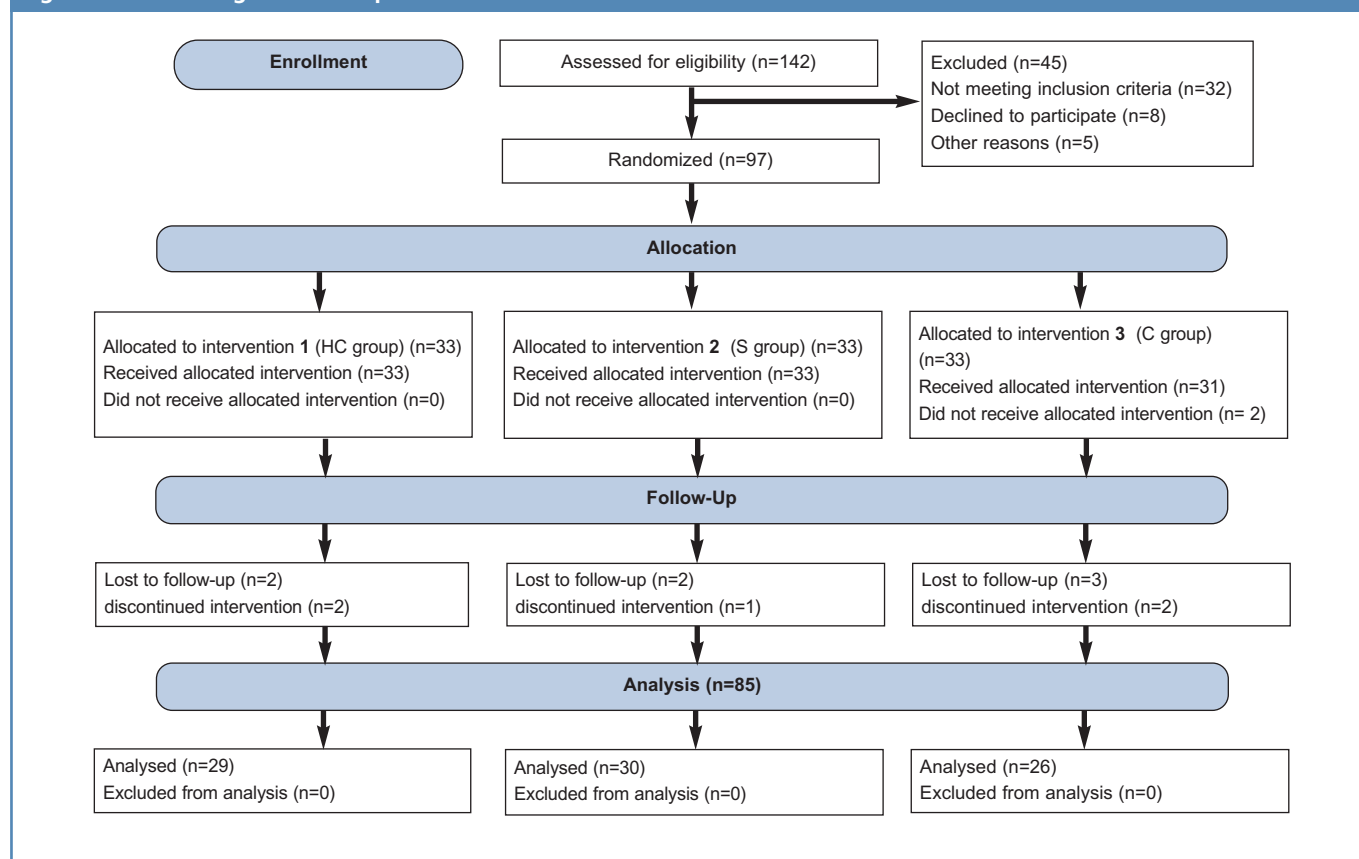 Enrollment
Assessed for eligibility (n=142)
Excluded (n=45)
Not meeting inclusion criteria (n=32)
Declined to participate (n=8)
Other reasons (n=5)
Randomized (n=97)
Allocation
Allocated to intervention 1 (HC group) (n=33)
Received allocated intervention (n=33)
Did not receive allocated intervention (n=0)
Allocated to intervention 2 (S group) (n=33)
Received allocated intervention (n=33)
Did not receive allocated intervention (n=0)
Allocated to intervention 3 (C group)
(n=33)
Received allocated intervention (n=31)
Did not receive allocated intervention (n= 2)
Follow-Up
Lost to follow-up (n=2)
discontinued intervention (n=2)
Lost to follow-up (n=2)
discontinued intervention (n=1)
Lost to follow-up (n=3)
discontinued intervention (n=2)
Analysis (n=85)
Analysed (n=29)
Excluded from analysis (n=0)
Analysed (n=30)
Excluded from analysis (n=0)
Analysed (n=26)
Excluded from analysis (n=0)